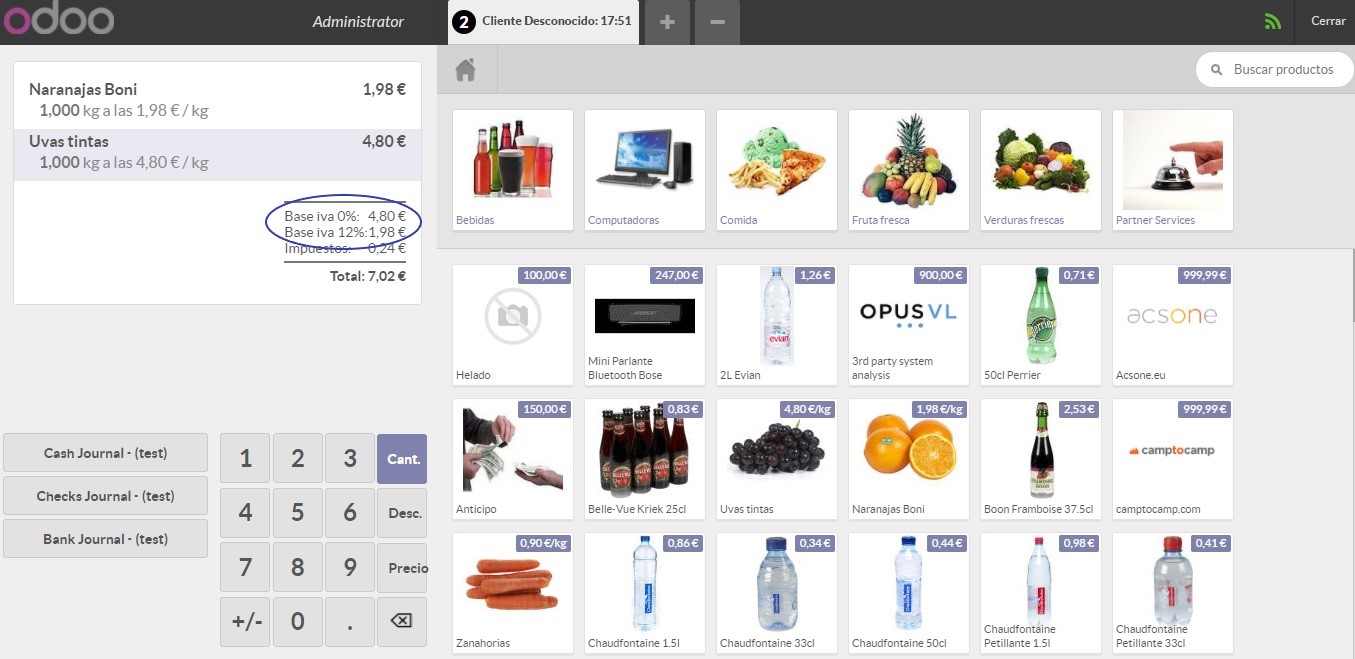 odoo
Administrator
2 Cliente Desconocido: 17:51
+
−
Cerrar
Naranajas Boni 1,98 €
1,000 kg a las 1,98 € / kg
Uvas tintas 4,80 €
1,000 kg a las 4,80 € / kg
Base iva 0%: 4,80 €
Base iva 12%:1,98 €
Impuestos: 0,24 €
Total: 7,02 €
Cash Journal - (test)
Checks Journal - (test)
Bank Journal - (test)
1 2 3 Cant.
4 5 6 Desc.
7 8 9 Precio
+/- 0 .
Buscar productos
Bebidas
Computadoras
Comida
Fruta fresca
Verduras frescas
Partner Services
100,00 €
Helado
247,00 €
Mini Parlante
Bluetooth Bose
1,26 €
evian
2L Evian
900,00 €
OPUS VL
3rd party system
analysis
0,71 €
Perrier
50cl Perrier
999,99 €
acsone
Acsone.eu
150,00 €
Anticipo
0,83 €
Belle-Vue Kriek 25cl
4,80 €/kg
Uvas tintas
1,98 €/kg
Naranajas Boni
2,53 €
Boon Framboise 37.5cl
999,99 €
camptocamp
camptocamp.com
0,90 €/kg
Zanahorias
0,86 €
Chaudfontaine 1.5l
0,34 €
Chaudfontaine 33cl
0,44 €
Chaudfontaine 50cl
0,98 €
Chaudfontaine
Petillante 1.5l
0,41 €
Chaudfontaine
Petillante 33cl